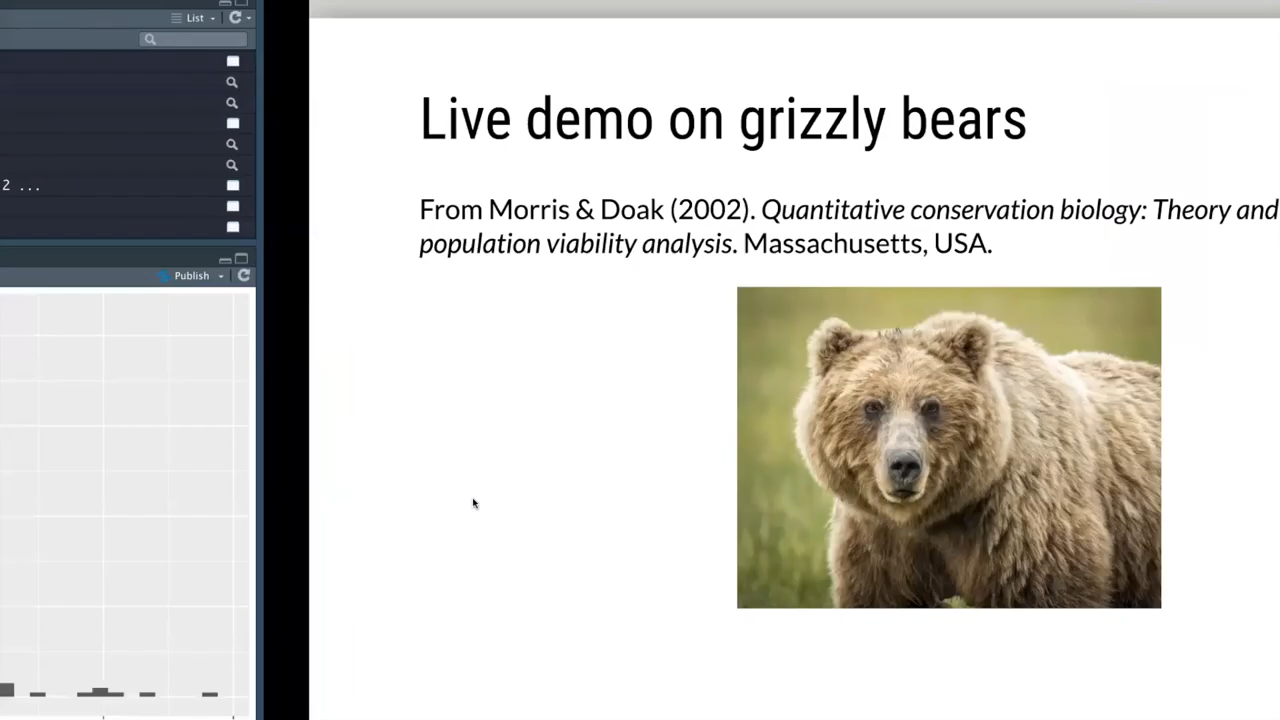 List
2 ...
Publish
Live demo on grizzly bears
From Morris & Doak (2002). Quantitative conservation biology: Theory and
population viability analysis. Massachusetts, USA.